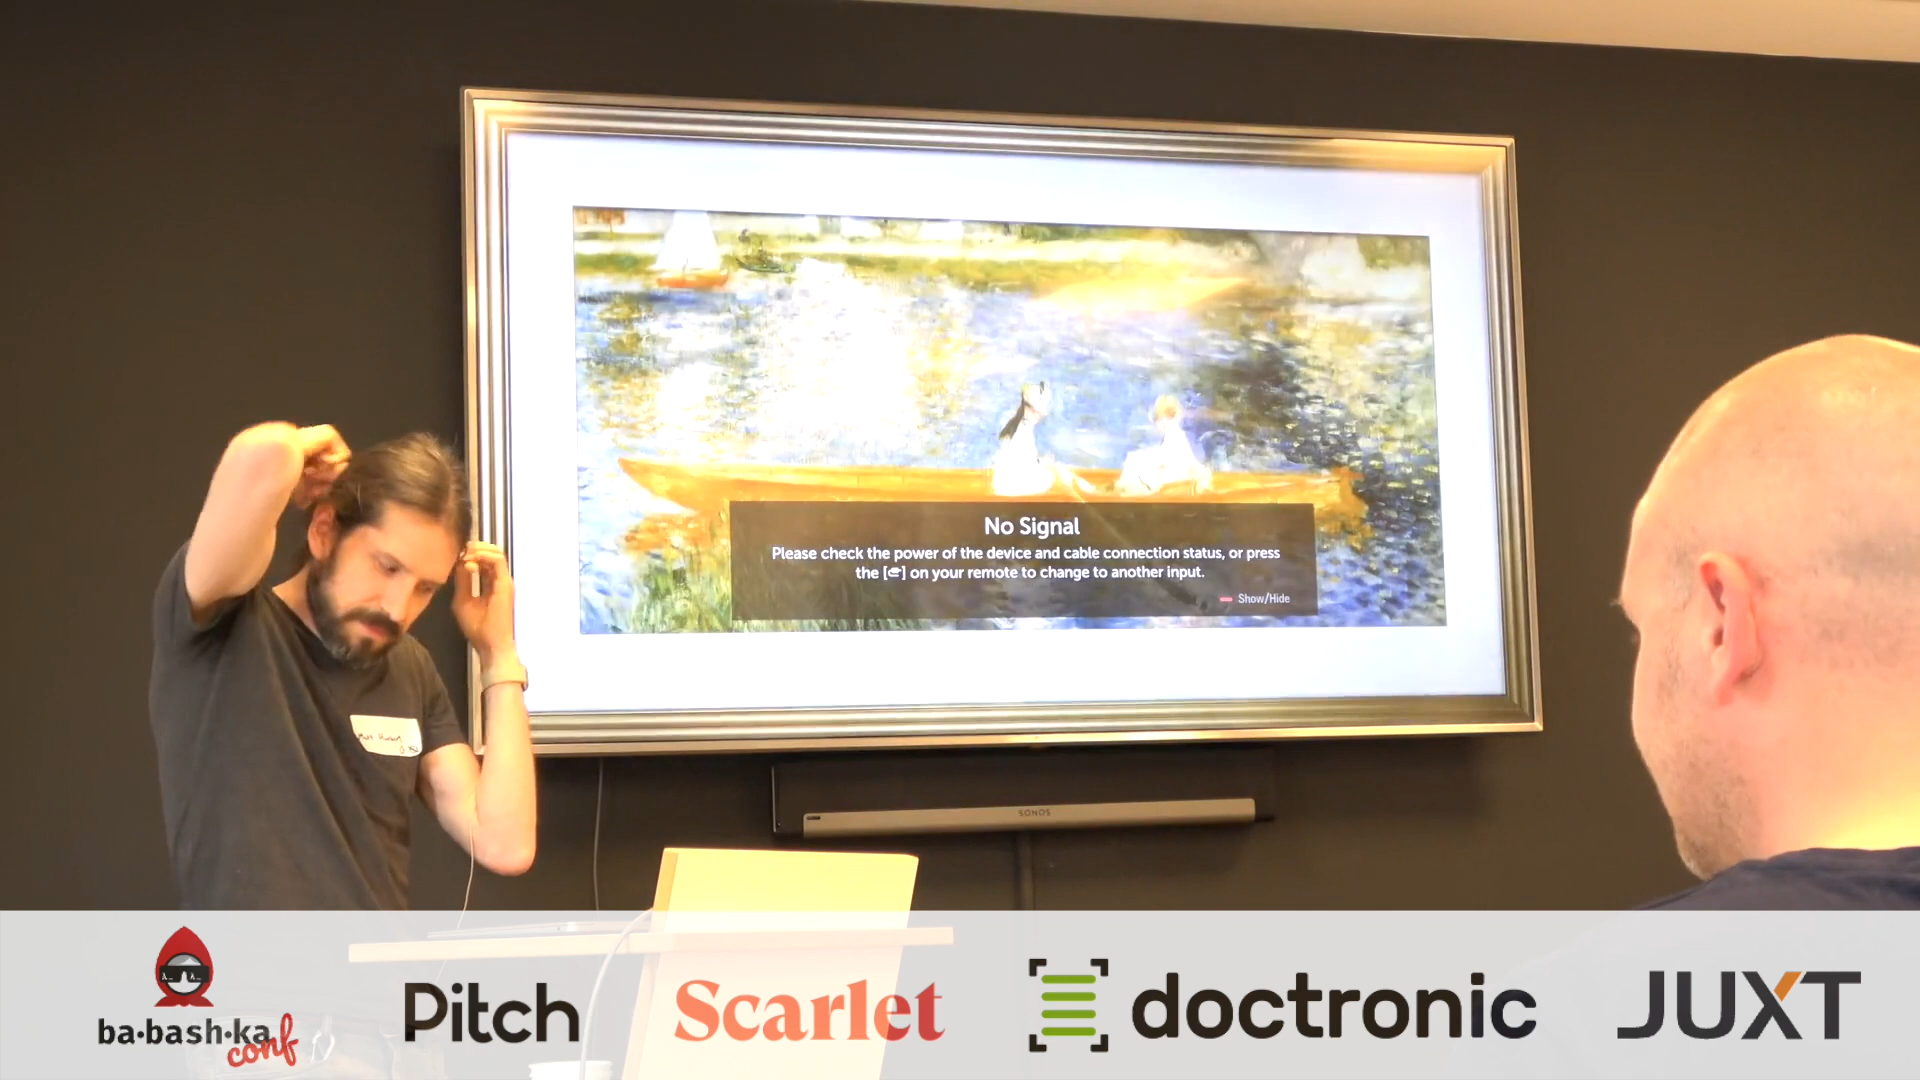 No Signal
Please check the power of the device and cable connection status, or press
the [] on your remote to change to another input.
Show/Hide
SONOS
ba•bash•ka
conf
Pitch
Scarlet
doctronic
JUXT